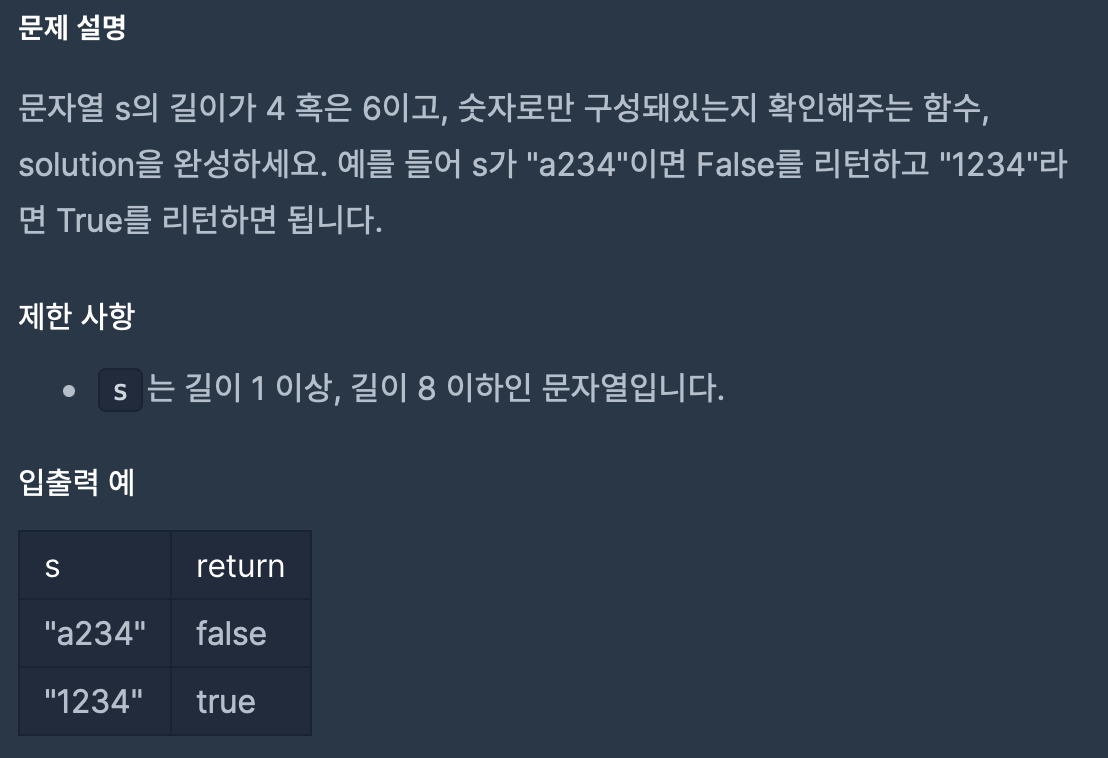 문제 설명
문자열 s의 길이가 4 혹은 6이고, 숫자로만 구성돼있는지 확인해주는 함수,
solution을 완성하세요. 예를 들어 s가 "a234"이면 False를 리턴하고 "1234"라
면 True를 리턴하면 됩니다.
제한 사항
• s 는 길이 1 이상, 길이 8 이하인 문자열입니다.
입출력 예
s return
"a234" false
"1234" true